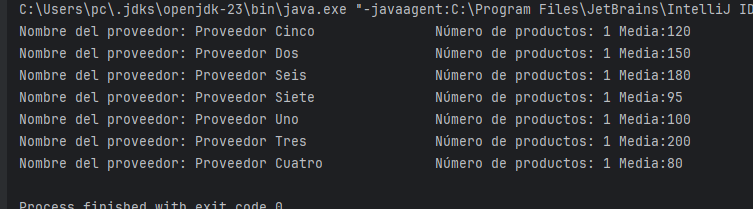 C:\Users\pc\.jdks\openjdk-23\bin\java.exe "-javaagent:C:\Program Files\JetBrains\IntelliJ ID
Nombre del proveedor: Proveedor Cinco Número de productos: 1 Media:120
Nombre del proveedor: Proveedor Dos Número de productos: 1 Media:150
Nombre del proveedor: Proveedor Seis Número de productos: 1 Media:180
Nombre del proveedor: Proveedor Siete Número de productos: 1 Media:95
Nombre del proveedor: Proveedor Uno Número de productos: 1 Media:100
Nombre del proveedor: Proveedor Tres Número de productos: 1 Media:200
Nombre del proveedor: Proveedor Cuatro Número de productos: 1 Media:80
Process finished with exit code 0